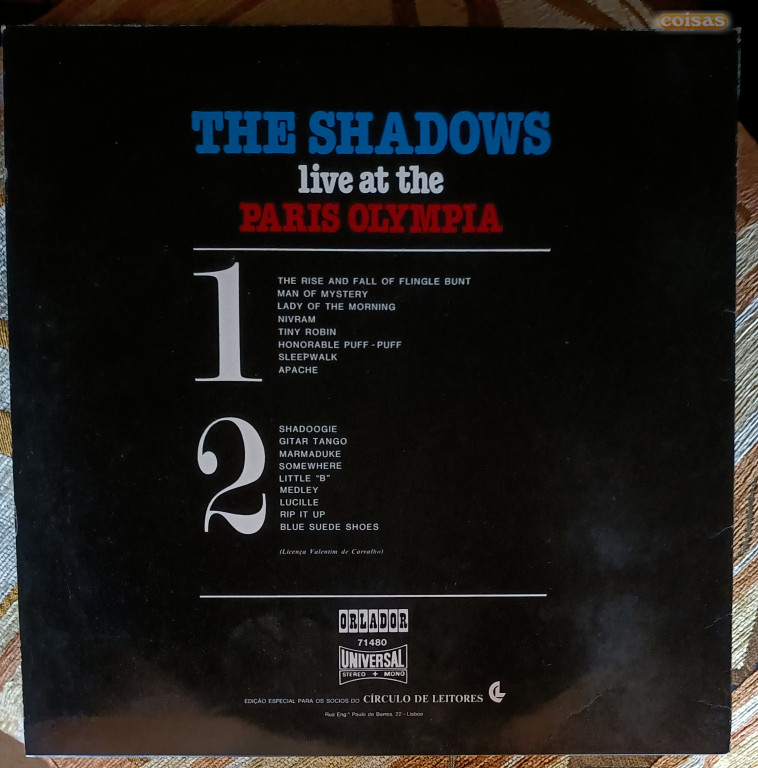 coisas
THE SHADOWS
live at the
PARIS OLYMPIA
1
THE RISE AND FALL OF FLINGLE BUNT
MAN OF MYSTERY
LADY OF THE MORNING
NIVRAM
TINY ROBIN
HONORABLE PUFF - PUFF
SLEEPWALK
APACHE
2
SHADOOGIE
GITAR TANGO
MARMADUKE
SOMEWHERE
LITTLE "B"
MEDLEY
LUCILLE
RIP IT UP
BLUE SUEDE SHOES
(Licença Valentim de Carvalho)
ORLADOR
71480
UNIVERSAL
STEREO + MONO
EDIÇÃO ESPECIAL PARA OS SOCIOS DO CÍRCULO DE LEITORES CL
Rua Eng.º Paulo de Barros, 22 - Lisboa